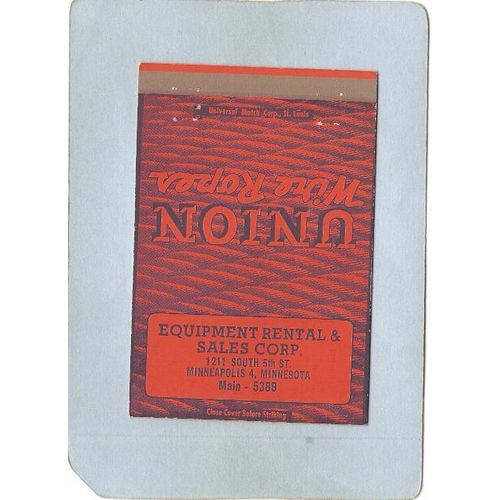 Universal Match Corp., St. Louis
UNION
Wire Ropes
EQUIPMENT RENTAL &
SALES CORP.
1211 SOUTH 5th ST.
MINNEAPOLIS 4, MINNESOTA
Main - 5389
Close Cover Before Striking